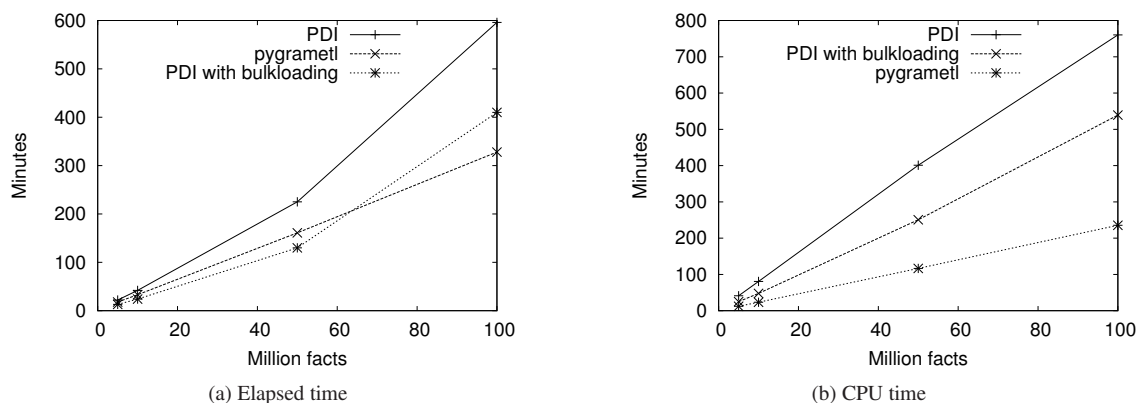 600
500
400
300
200
100
0
0 20 40 60 80 100
Minutes
Million facts
PDI
pygrametl
PDI with bulkloading
(a) Elapsed time
800
700
600
500
400
300
200
100
0
0 20 40 60 80 100
Minutes
Million facts
PDI
PDI with bulkloading
pygrametl
(b) CPU time